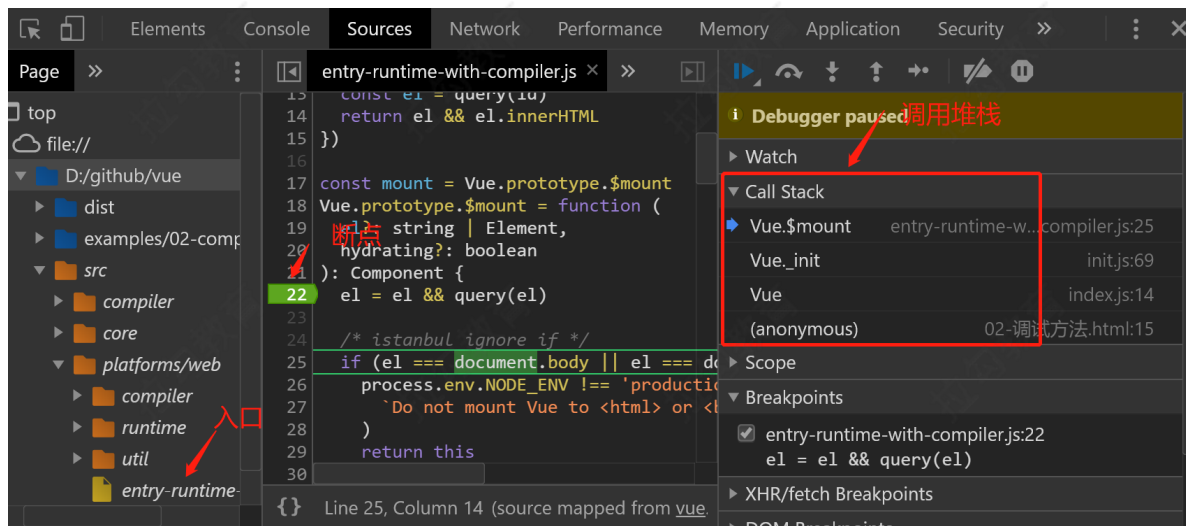 Elements Console Sources Network Performance Memory Application Security »
Page »
top
file://
D:/github/vue
dist
examples/02-comp
src
compiler
core
platforms/web
compiler
runtime
util
entry-runtime-
入口
entry-runtime-with-compiler.js × »
13 const el = query(id)
14 return el && el.innerHTML
15 })
16
17 const mount = Vue.prototype.$mount
18 Vue.prototype.$mount = function (
19 el?: string | Element,
20 hydrating?: boolean
21 ): Component {
22 el = el && query(el)
23
24 /* istanbul ignore if */
25 if (el === document.body || el === do
26 process.env.NODE_ENV !== 'productio
27 `Do not mount Vue to <html> or <b
28 )
29 return this
30
断点
{} Line 25, Column 14 (source mapped from vue.
Debugger paused
调用堆栈
Watch
Call Stack
Vue.$mount entry-runtime-w…compiler.js:25
Vue._init init.js:69
Vue index.js:14
(anonymous) 02-调试方法.html:15
Scope
Breakpoints
entry-runtime-with-compiler.js:22
el = el && query(el)
XHR/fetch Breakpoints
DOM Breakpoints